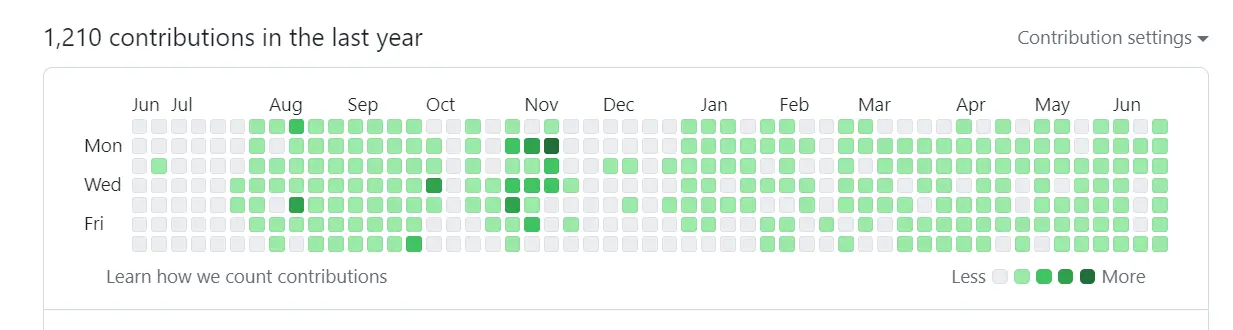 1,210 contributions in the last year
Contribution settings
Jun Jul Aug Sep Oct Nov Dec Jan Feb Mar Apr May Jun
Mon
Wed
Fri
Learn how we count contributions
Less More